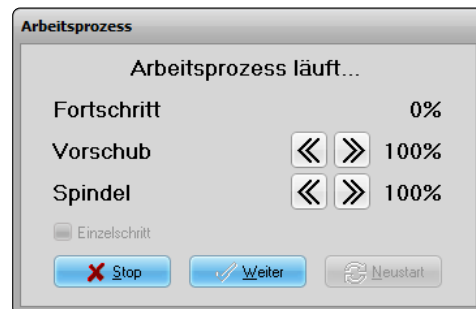 Arbeitsprozess
Arbeitsprozess läuft...
Fortschritt 0%
Vorschub 100%
Spindel 100%
Einzelschritt
Stop Weiter Neustart